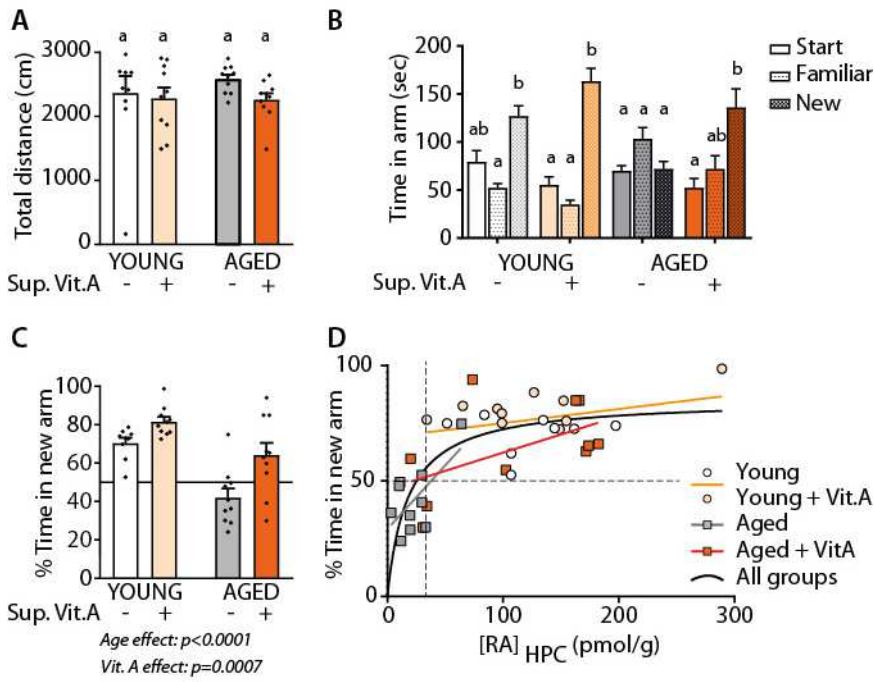 A
Total distance (cm)
3000
2000
1000
0
a a a a
YOUNG AGED
Sup. Vit.A - + - +
B
Time in arm (sec)
200
150
100
50
0
ab a b a a b a a a a ab b
YOUNG AGED
Sup. Vit.A - + - +
Start
Familiar
New
C
% Time in new arm
100
80
60
40
20
0
YOUNG AGED
Sup. Vit.A - + - +
Age effect: p<0.0001
Vit. A effect: p=0.0007
D
% Time in new arm
100
50
0
0 100 200 300
[RA] HPC (pmol/g)
Young
Young + Vit.A
Aged
Aged + VitA
All groups